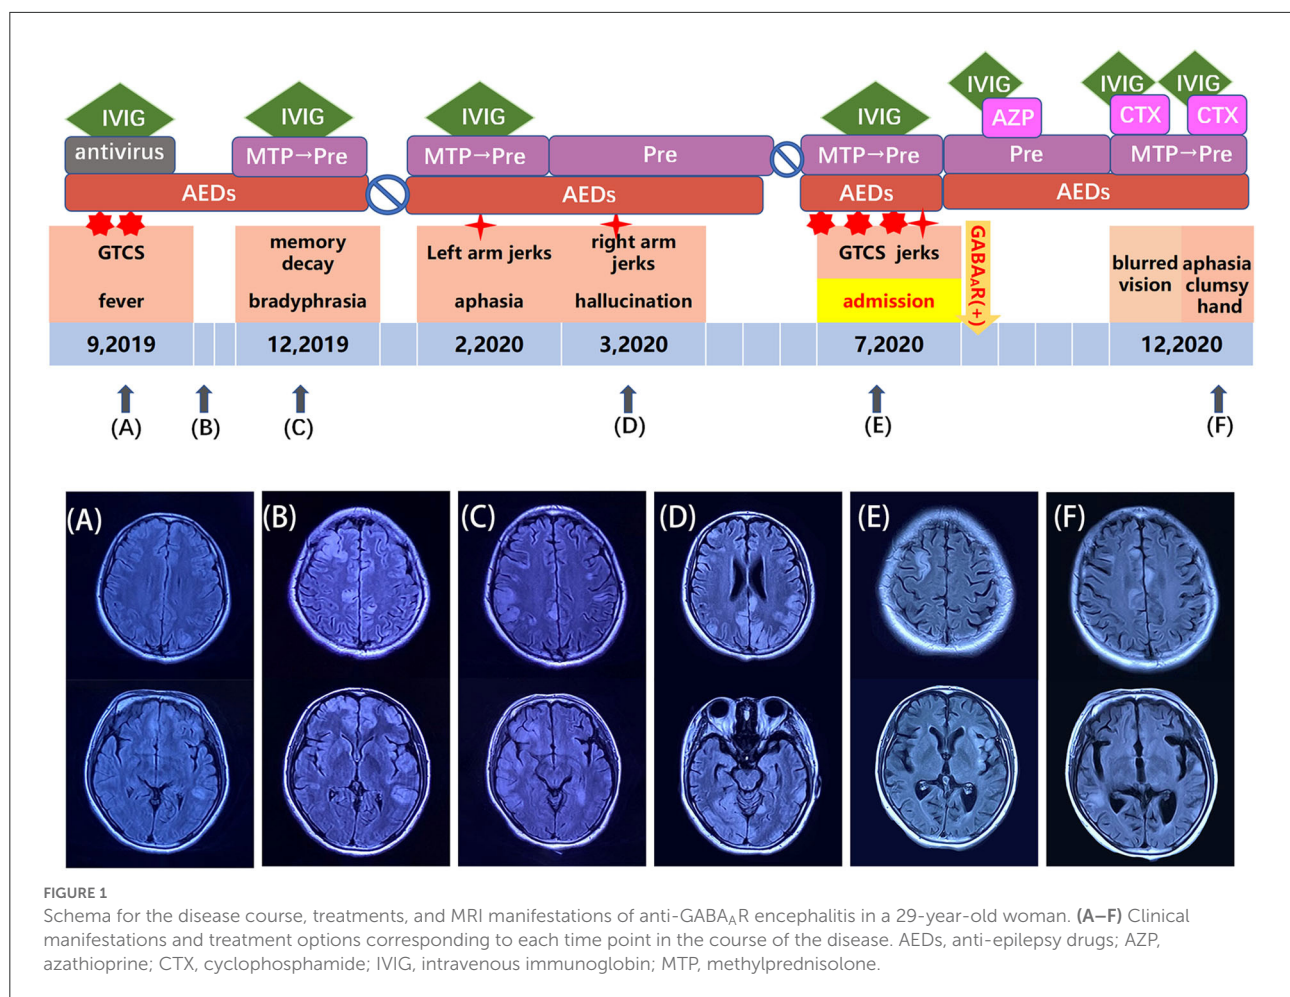 IVIG IVIG IVIG IVIG IVIG IVIG IVIG
AZP CTX CTX
antivirus MTP→Pre MTP→Pre Pre MTP→Pre Pre MTP→Pre
AEDs AEDs AEDs AEDs
GTCS
fever
memory
decay
bradyphrasia
Left arm jerks
aphasia
right arm
jerks
hallucination
GTCS jerks
admission
GABA_AR(+)
blurred
vision
aphasia
clumsy
hand
9,2019 12,2019 2,2020 3,2020 7,2020 12,2020
(A) (B) (C) (D) (E) (F)
(A) (B) (C) (D) (E) (F)
FIGURE 1
Schema for the disease course, treatments, and MRI manifestations of anti-GABA_AR encephalitis in a 29-year-old woman. (A–F) Clinical
manifestations and treatment options corresponding to each time point in the course of the disease. AEDs, anti-epilepsy drugs; AZP,
azathioprine; CTX, cyclophosphamide; IVIG, intravenous immunoglobin; MTP, methylprednisolone.